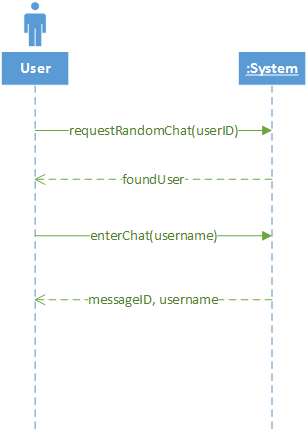 User
:System
requestRandomChat(userID)
foundUser
enterChat(username)
messageID, username